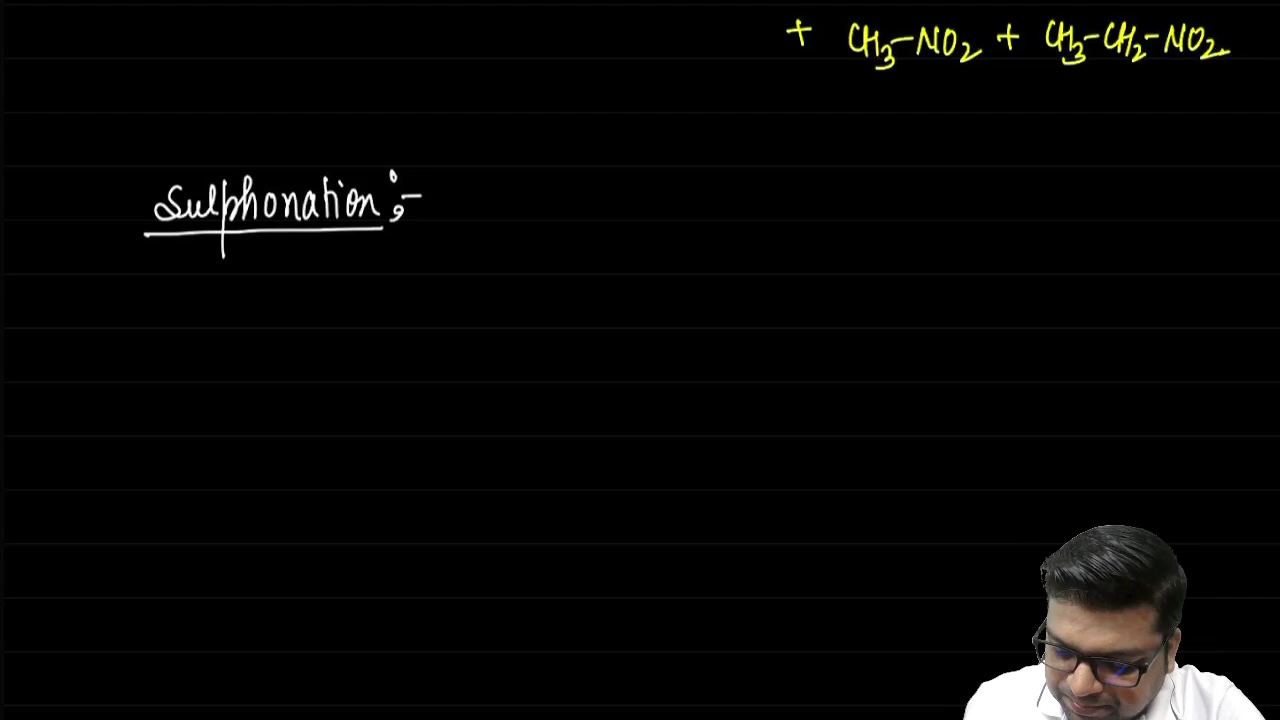 + CH3-NO2 + CH3-CH2-NO2.
Sulphonation :-